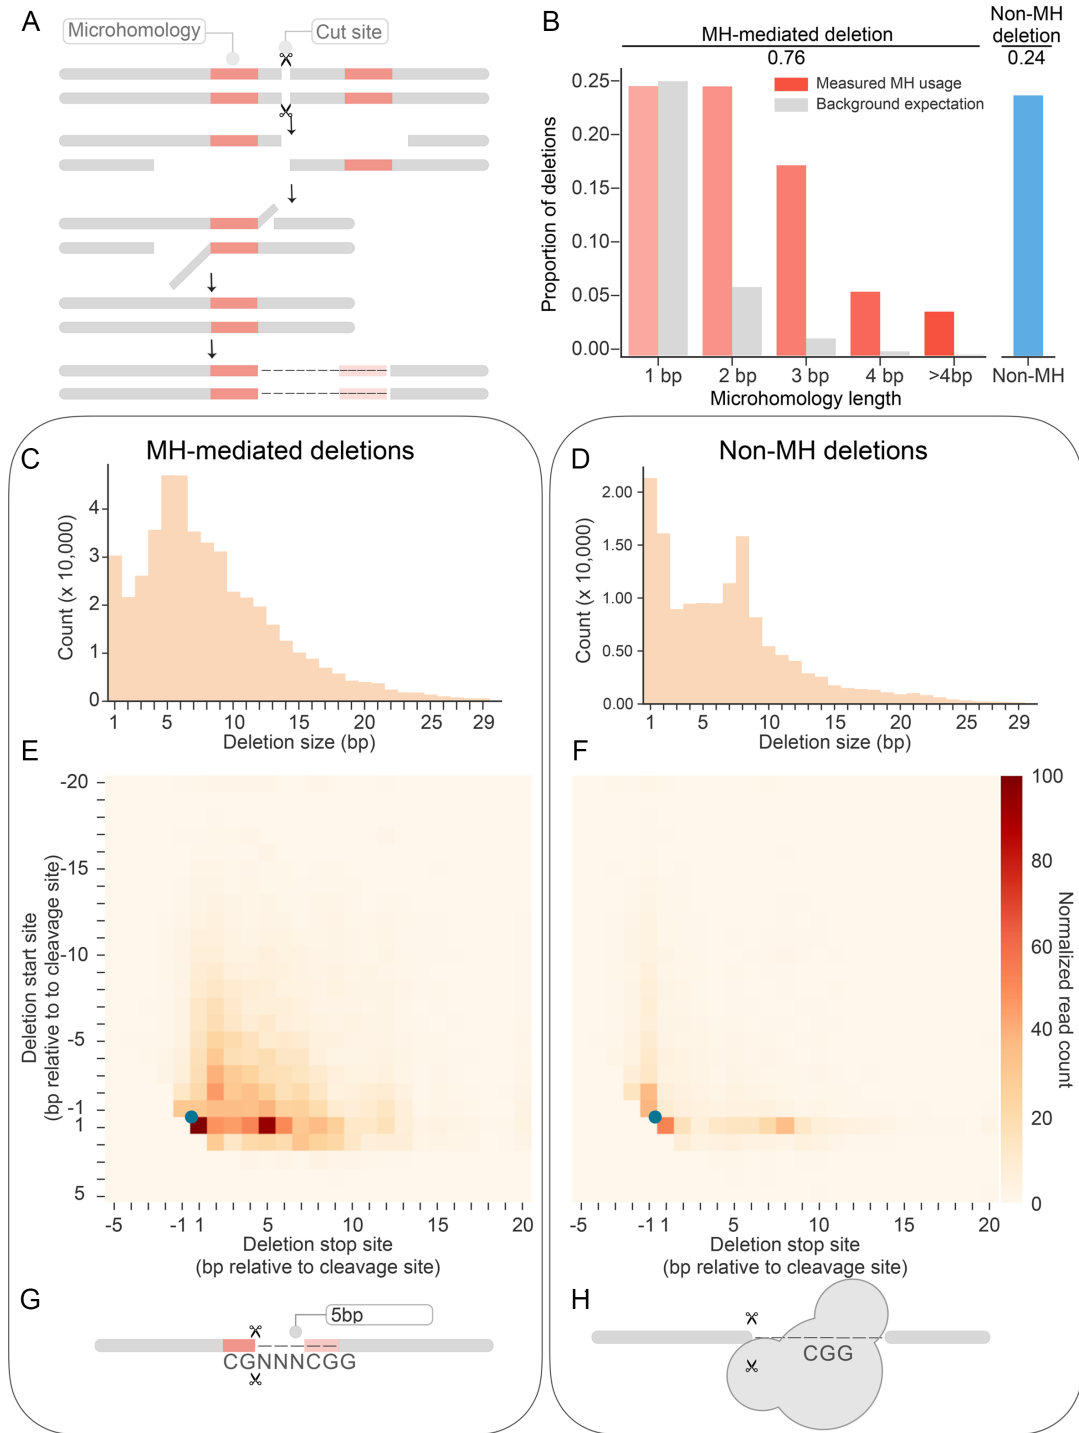 A
Microhomology
Cut site
B
MH-mediated deletion
0.76
Non-MH
deletion
0.24
Measured MH usage
Background expectation
Proportion of deletions
0.25
0.20
0.15
0.10
0.05
0.00
1 bp 2 bp 3 bp 4 bp >4bp Non-MH
Microhomology length
C
MH-mediated deletions
Count (x 10,000)
4
3
2
1
0
1 5 10 15 20 25 29
Deletion size (bp)
D
Non-MH deletions
Count (x 10,000)
2.00
1.50
1.00
0.50
0.00
1 5 10 15 20 25 29
Deletion size (bp)
E
Deletion start site
(bp relative to to cleavage site)
-20
-15
-10
-5
-1
1
5
-5 -1 1 5 10 15 20
Deletion stop site
(bp relative to cleavage site)
F
-5 -1 1 5 10 15 20
Deletion stop site
(bp relative to cleavage site)
100
80
60
40
20
0
Normalized read count
G
5bp
CGNNNCGG
H
CGG